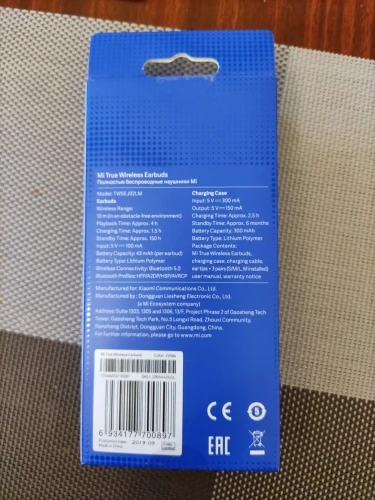 Mi True Wireless Earbuds
Полностью беспроводные наушники Mi
Model: TWSEJ02LM
Earbuds
Wireless Range:
10 m (in an obstacle-free environment)
Playback Time: Approx. 4 h
Charging Time: Approx. 1.5 h
Standby Time: Approx. 150 h
Input: 5 V⎓100 mA
Battery Capacity: 43 mAh (per earbud)
Battery Type: Lithium Polymer
Wireless Connectivity: Bluetooth 5.0
Bluetooth Profiles: HFP/A2DP/HSP/AVRCP
Charging Case
Input: 5 V⎓300 mA
Output: 5 V⎓150 mA
Charging Time: Approx. 2.5 h
Standby Time: Approx. 6 months
Battery Capacity: 300 mAh
Battery Type: Lithium Polymer
Package Contents:
Mi True Wireless Earbuds,
charging case, charging cable,
ear tips × 3 pairs (S/M/L, M installed)
user manual, warranty notice
Manufactured for: Xiaomi Communications Co., Ltd.
Manufactured by: Dongguan Liesheng Electronic Co., Ltd.
(a Mi Ecosystem company)
Address: Suite 1303, 1305 and 1306, 13/F, Project Phase 2 of Gaosheng Tech
Tower, Gaosheng Tech Park, No.5 Longxi Road, Zhouxi Community,
Nancheng District, Dongguan City, Guangdong, China.
For further information, please go to www.mi.com
Mi True Wireless Earbuds Color: White
6 934177 700897
Production Date: 2019.09
Made in China
CE
5
EAC